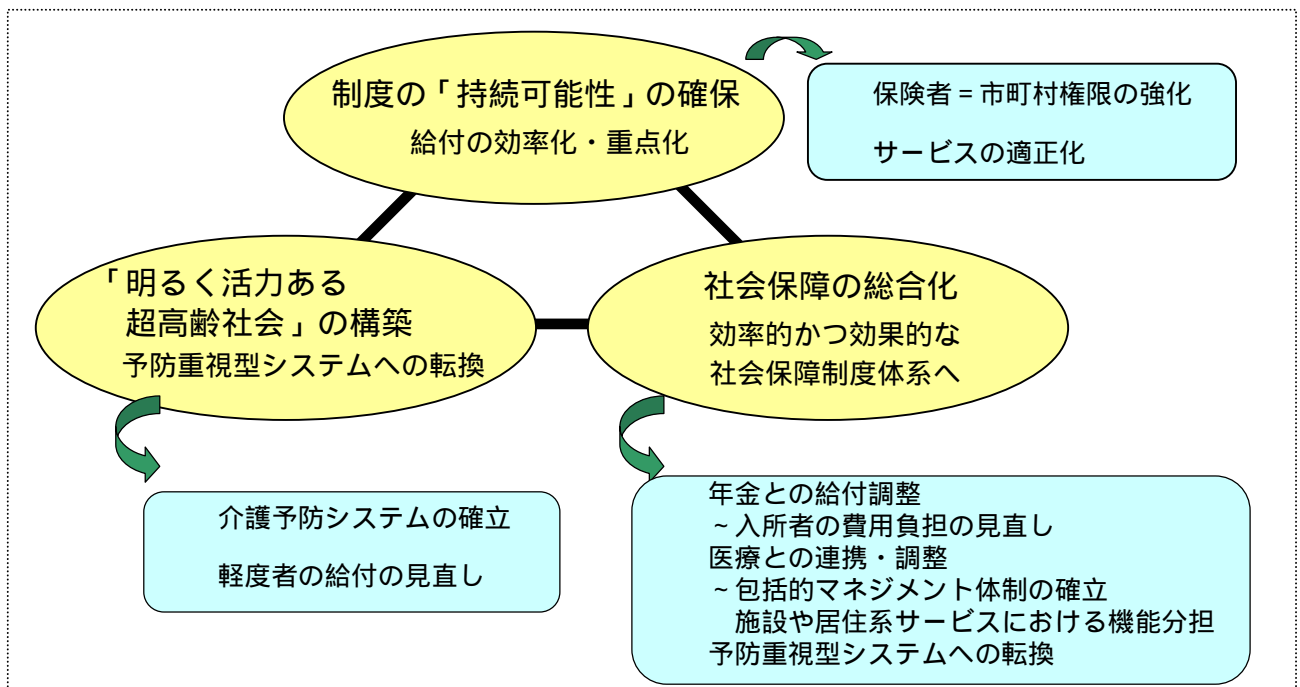 制度の「持続可能性」の確保
給付の効率化・重点化
保険者=市町村権限の強化
サービスの適正化
「明るく活力ある
超高齢社会」の構築
予防重視型システムへの転換
社会保障の総合化
効率的かつ効果的な
社会保障制度体系へ
介護予防システムの確立
軽度者の給付の見直し
年金との給付調整
~入所者の費用負担の見直し
医療との連携・調整
~包括的マネジメント体制の確立
施設や居住系サービスにおける機能分担
予防重視型システムへの転換